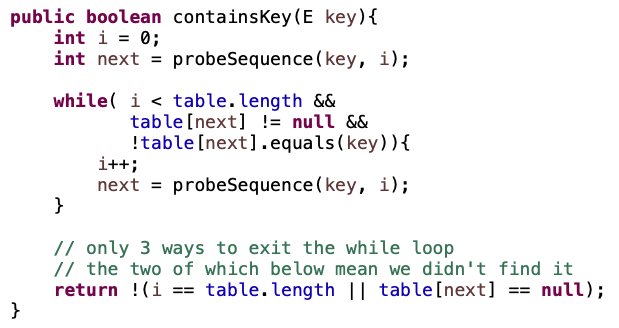 public boolean containsKey(E key){
    int i = 0;
    int next = probeSequence(key, i);

    while( i < table.length &&
           table[next] != null &&
           !table[next].equals(key)){
        i++;
        next = probeSequence(key, i);
    }

    // only 3 ways to exit the while loop
    // the two of which below mean we didn't find it
    return !(i == table.length || table[next] == null);
}